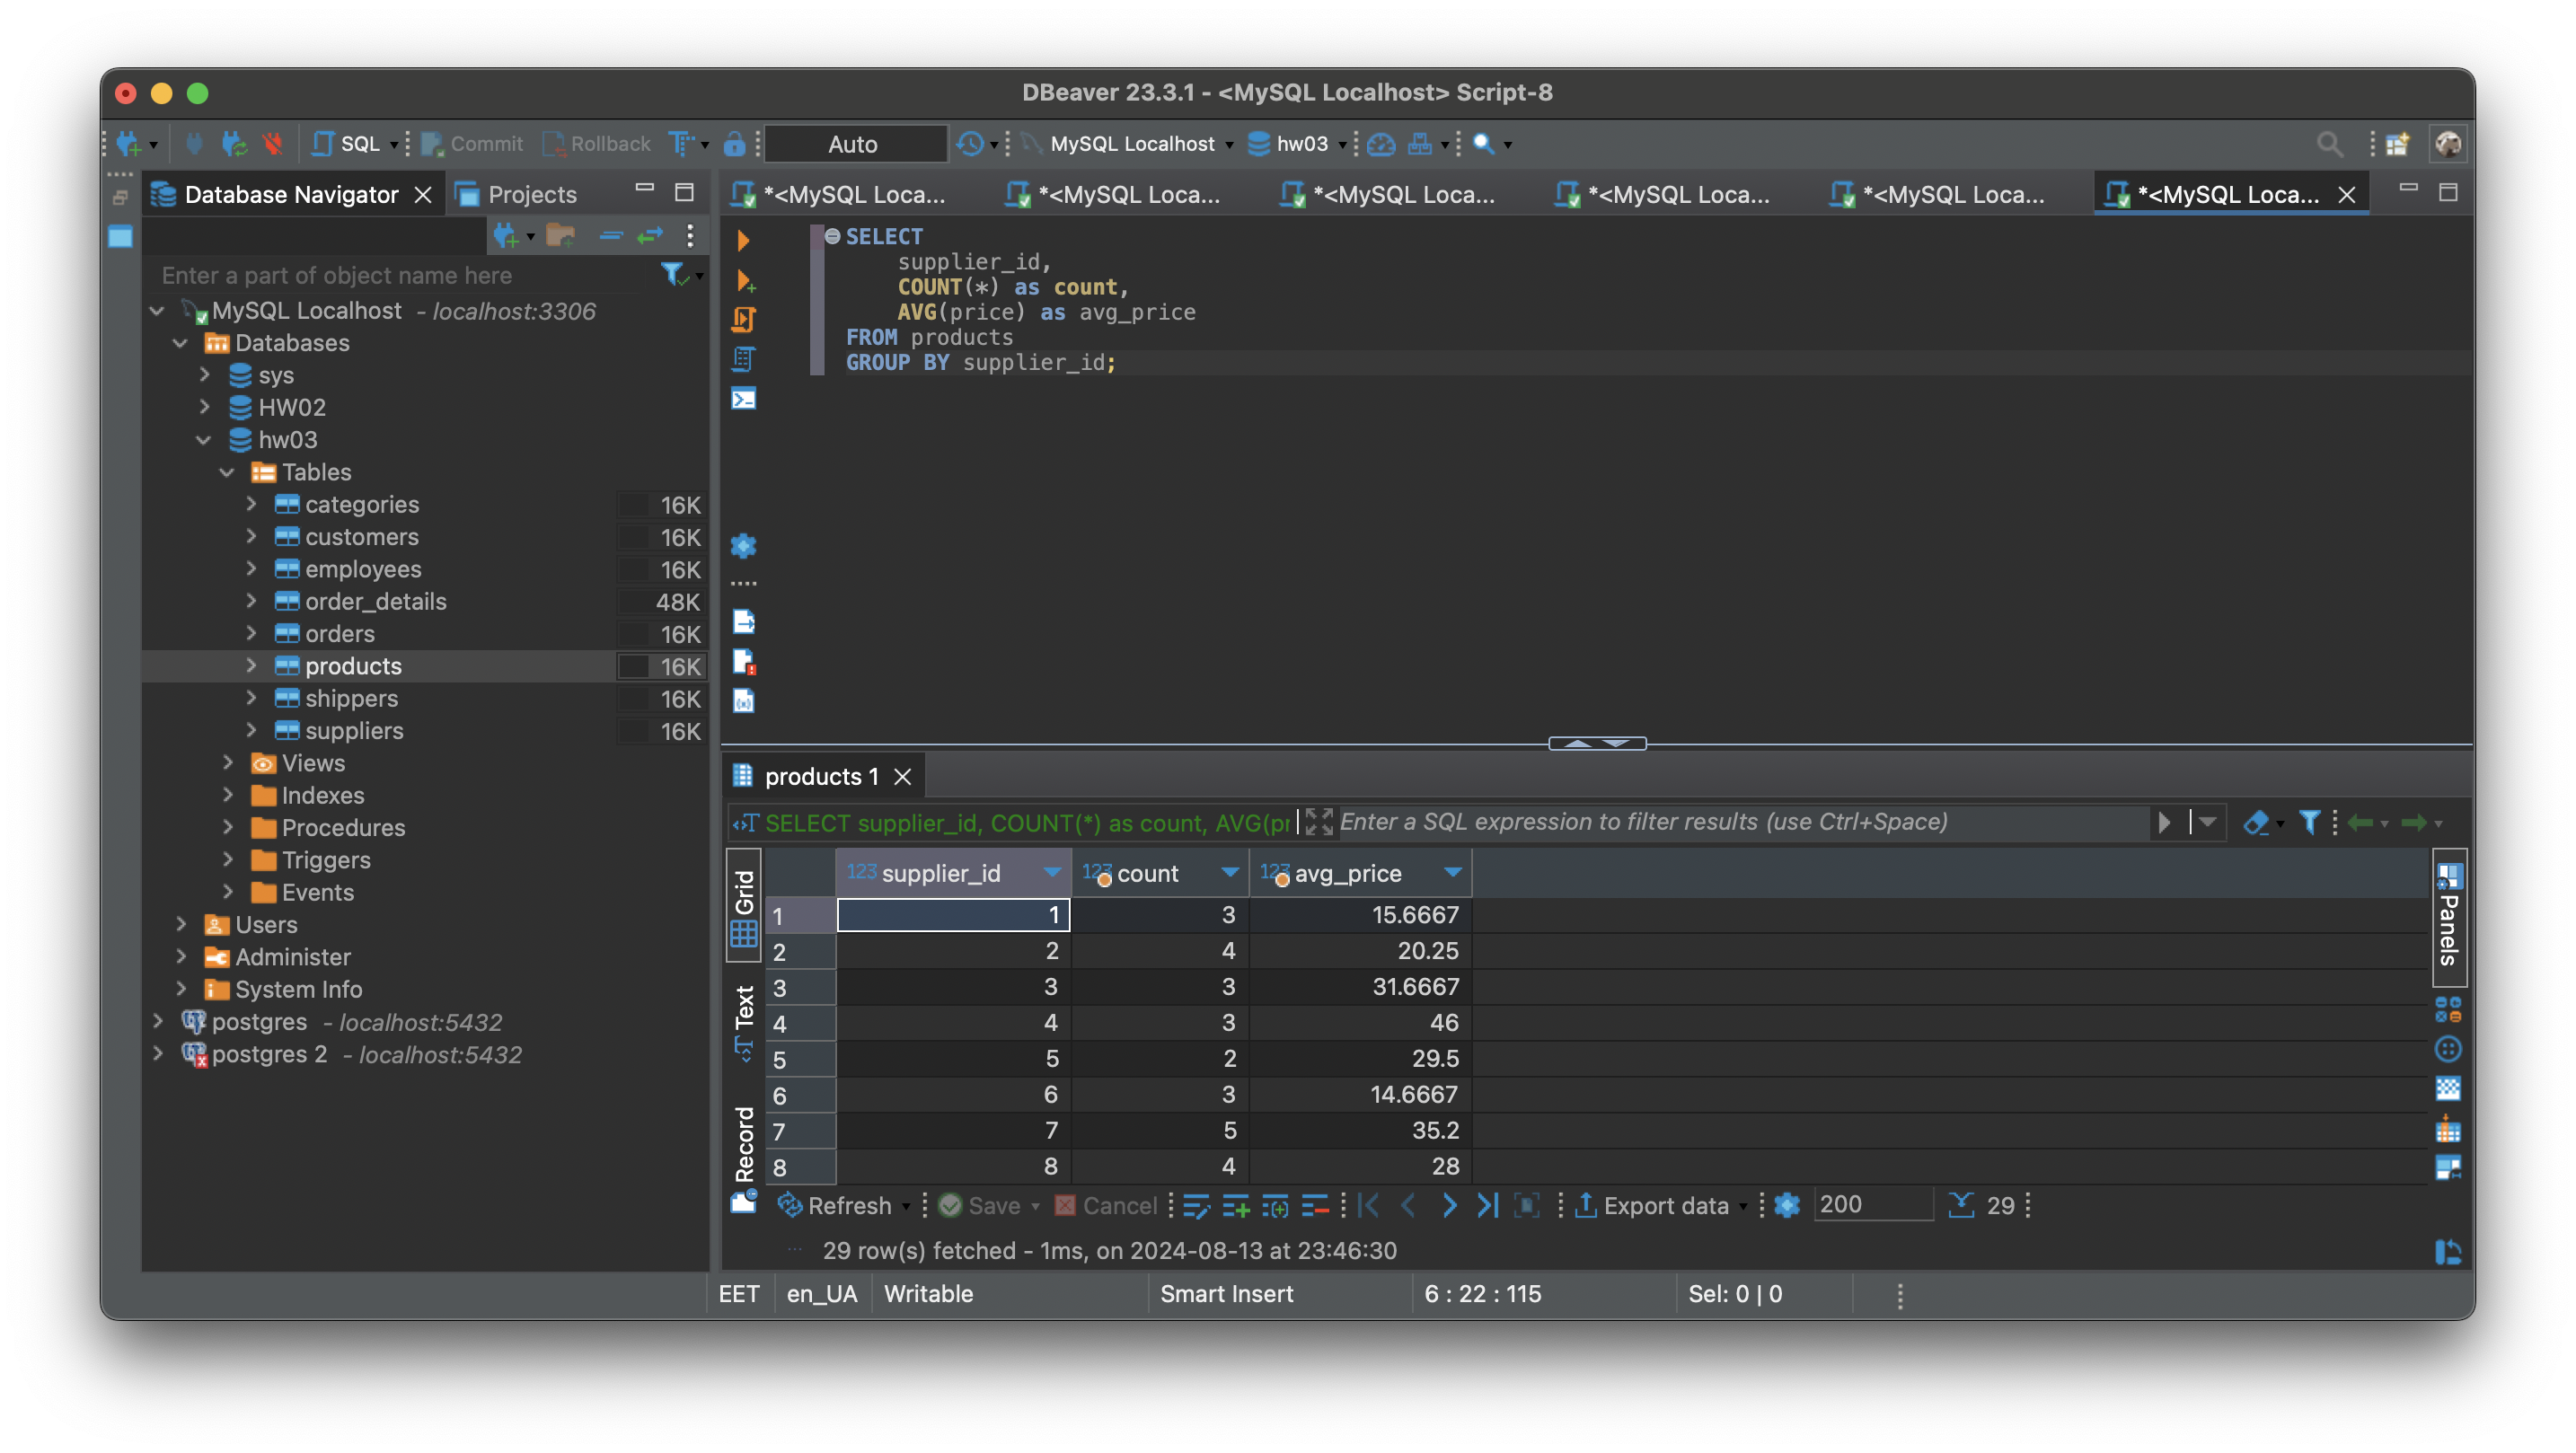 DBeaver 23.3.1 - <MySQL Localhost> Script-8
SQL Commit Rollback Auto MySQL Localhost hw03
Database Navigator Projects
Enter a part of object name here
MySQL Localhost - localhost:3306
Databases
sys
HW02
hw03
Tables
categories 16K
customers 16K
employees 16K
order_details 48K
orders 16K
products 16K
shippers 16K
suppliers 16K
Views
Indexes
Procedures
Triggers
Events
Users
Administer
System Info
postgres - localhost:5432
postgres 2 - localhost:5432
*<MySQL Loca... *<MySQL Loca... *<MySQL Loca... *<MySQL Loca... *<MySQL Loca... *<MySQL Loca...
SELECT
supplier_id,
COUNT(*) as count,
AVG(price) as avg_price
FROM products
GROUP BY supplier_id;
products 1
SELECT supplier_id, COUNT(*) as count, AVG(pr Enter a SQL expression to filter results (use Ctrl+Space)
Grid
Text
Record
123 supplier_id 123 count 123 avg_price
1 1 3 15.6667
2 2 4 20.25
3 3 3 31.6667
4 4 3 46
5 5 2 29.5
6 6 3 14.6667
7 7 5 35.2
8 8 4 28
Panels
Refresh Save Cancel Export data 200 29
29 row(s) fetched - 1ms, on 2024-08-13 at 23:46:30
EET en_UA Writable Smart Insert 6 : 22 : 115 Sel: 0 | 0